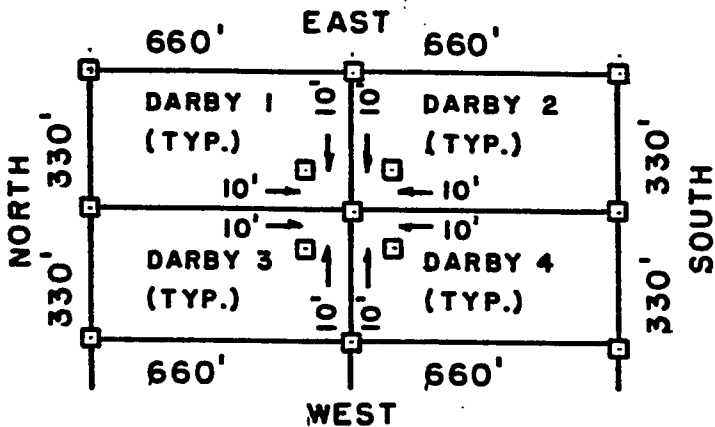 EAST
660' 660'
DARBY 1
(TYP.)
10' 10'
DARBY 2
(TYP.)
330'
330'
NORTH
SOUTH
10' 10'
10' 10'
DARBY 3
(TYP.)
10' 10'
DARBY 4
(TYP.)
330'
330'
660' 660'
WEST